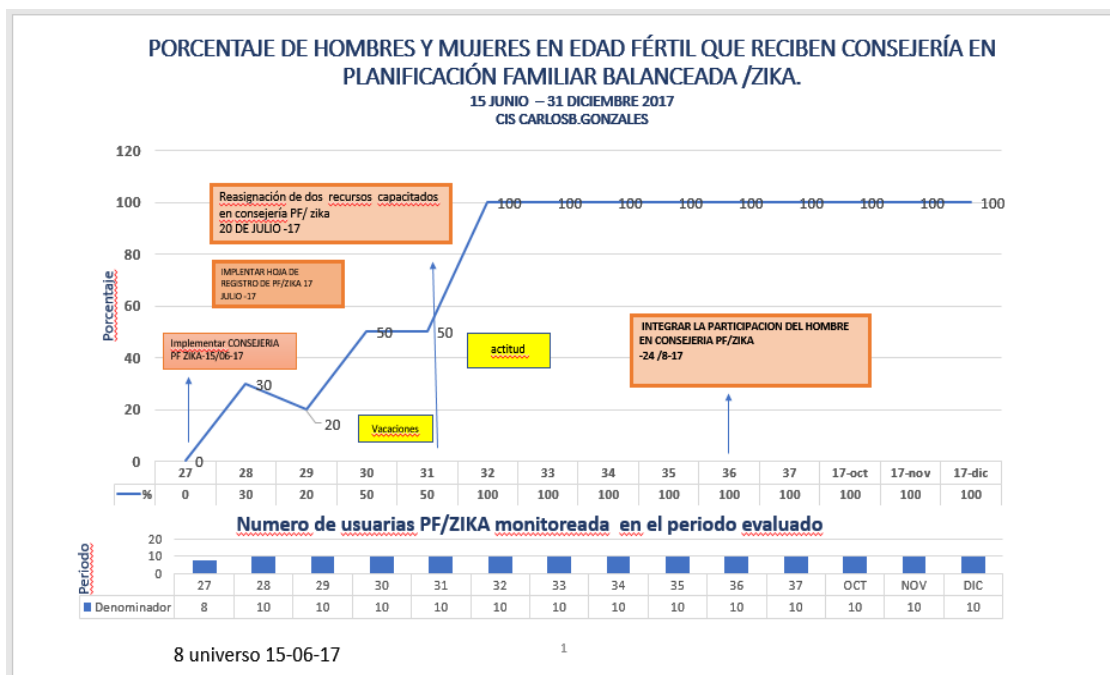 PORCENTAJE DE HOMBRES Y MUJERES EN EDAD FÉRTIL QUE RECIBEN CONSEJERÍA EN
PLANIFICACIÓN FAMILIAR BALANCEADA /ZIKA.
15 JUNIO – 31 DICIEMBRE 2017
CIS CARLOSB.GONZALES
Porcentaje
120
100
80
60
40
20
0
Reasignación de dos recursos capacitados
en consejería PF/ zika
20 DE JULIO -17
IMPLENTAR HOJA DE
REGISTRO DE PF/ZIKA 17
JULIO -17
Implementar CONSEJERIA
PF ZIKA-15/06-17
actitud
Vacaciones
INTEGRAR LA PARTICIPACION DEL HOMBRE
EN CONSEJERIA PF/ZIKA
-24 /8-17
0 30 20 50 50 100 100 100 100 100 100 100 100 100
27 28 29 30 31 32 33 34 35 36 37 17-oct 17-nov 17-dic
% 0 30 20 50 50 100 100 100 100 100 100 100 100 100
Numero de usuarias PF/ZIKA monitoreada en el periodo evaluado
Periodo
20
10
0
27 28 29 30 31 32 33 34 35 36 37 OCT NOV DIC
Denominador 8 10 10 10 10 10 10 10 10 10 10 10 10 10
8 universo 15-06-17
1